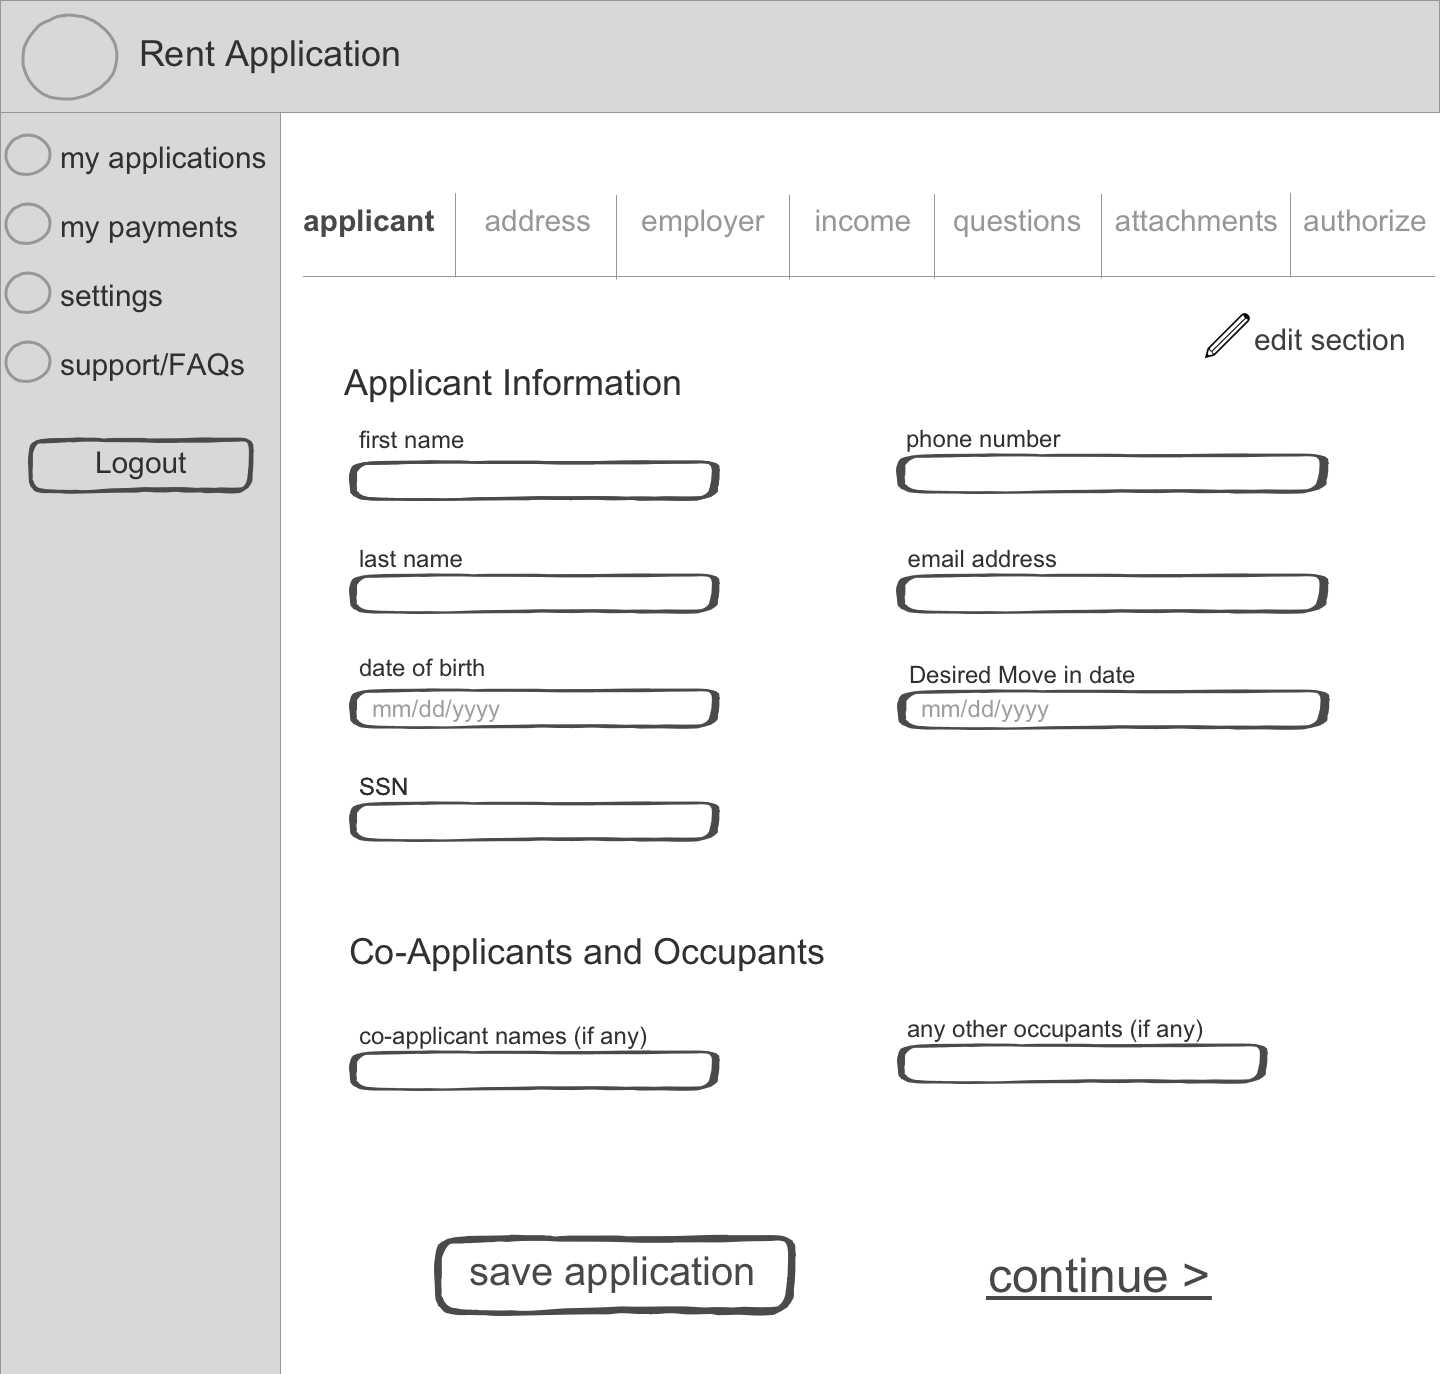 Rent Application
my applications
my payments
settings
support/FAQs
Logout
applicant address employer income questions attachments authorize
edit section
Applicant Information
first name
phone number
last name
email address
date of birth
mm/dd/yyyy
Desired Move in date
mm/dd/yyyy
SSN
Co-Applicants and Occupants
co-applicant names (if any)
any other occupants (if any)
save application
continue >